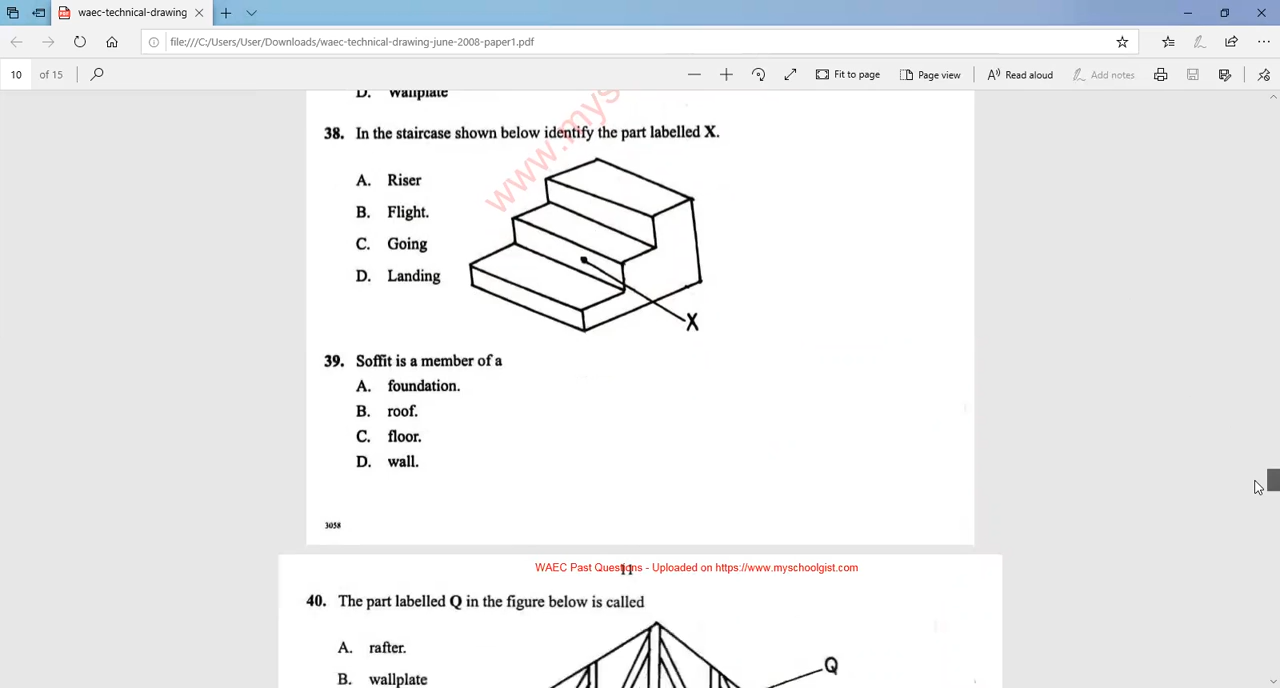 waec-technical-drawing
file:///C:/Users/User/Downloads/waec-technical-drawing-june-2008-paper1.pdf
10 of 15
Fit to page
Page view
Read aloud
Add notes
D. Wallplate
www.mys
38. In the staircase shown below identify the part labelled X.
A. Riser
B. Flight.
C. Going
D. Landing
X
39. Soffit is a member of a
A. foundation.
B. roof.
C. floor.
D. wall.
3058
11
WAEC Past Questions - Uploaded on https://www.myschoolgist.com
40. The part labelled Q in the figure below is called
A. rafter.
Q
B. wallplate